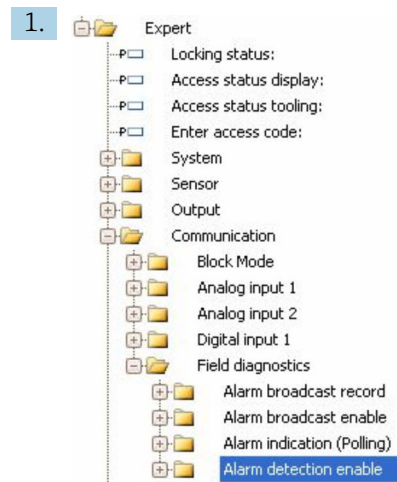 1.
Expert
Locking status:
Access status display:
Access status tooling:
Enter access code:
System
Sensor
Output
Communication
Block Mode
Analog input 1
Analog input 2
Digital input 1
Field diagnostics
Alarm broadcast record
Alarm broadcast enable
Alarm indication (Polling)
Alarm detection enable